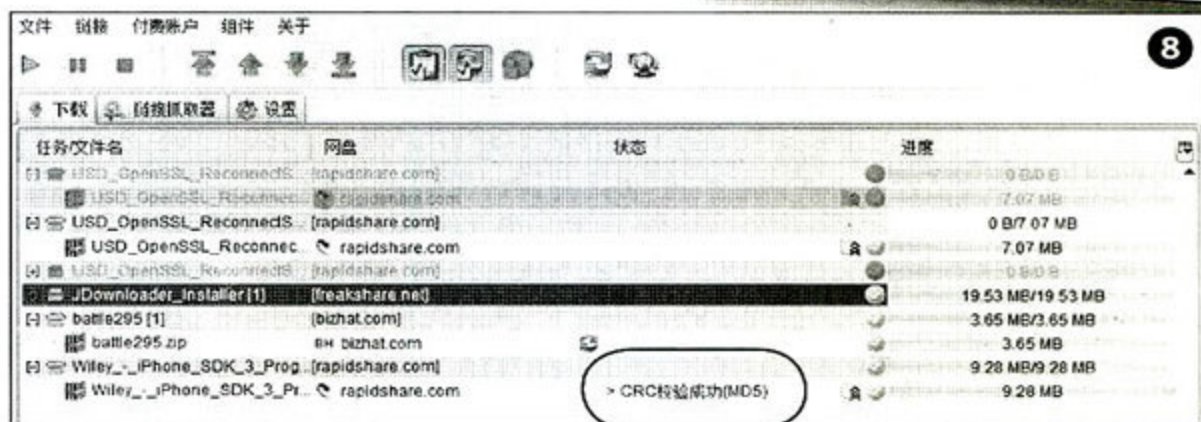 文件 链接 付费账户 组件 关于
8
下载 链接抓取器 设置
任务/文件名 网盘 状态 进度
USD_OpenSSL_ReconnectS... [rapidshare.com] 0 B/0 B
USD_OpenSSL_Reconnec... rapidshare.com 7.07 MB
USD_OpenSSL_ReconnectS... [rapidshare.com] 0 B/7.07 MB
USD_OpenSSL_Reconnec... rapidshare.com 7.07 MB
USD_OpenSSL_ReconnectS... [rapidshare.com] 0 B/0 B
JDownloader_Installer [1] [freakshare.net] 19.53 MB/19.53 MB
battle295 [1] [bizhat.com] 3.65 MB/3.65 MB
battle295.zip BH bizhat.com 3.65 MB
Wiley_-_iPhone_SDK_3_Prog... [rapidshare.com] 9.28 MB/9.28 MB
Wiley_-_iPhone_SDK_3_Pr... rapidshare.com > CRC校验成功(MD5) 9.28 MB